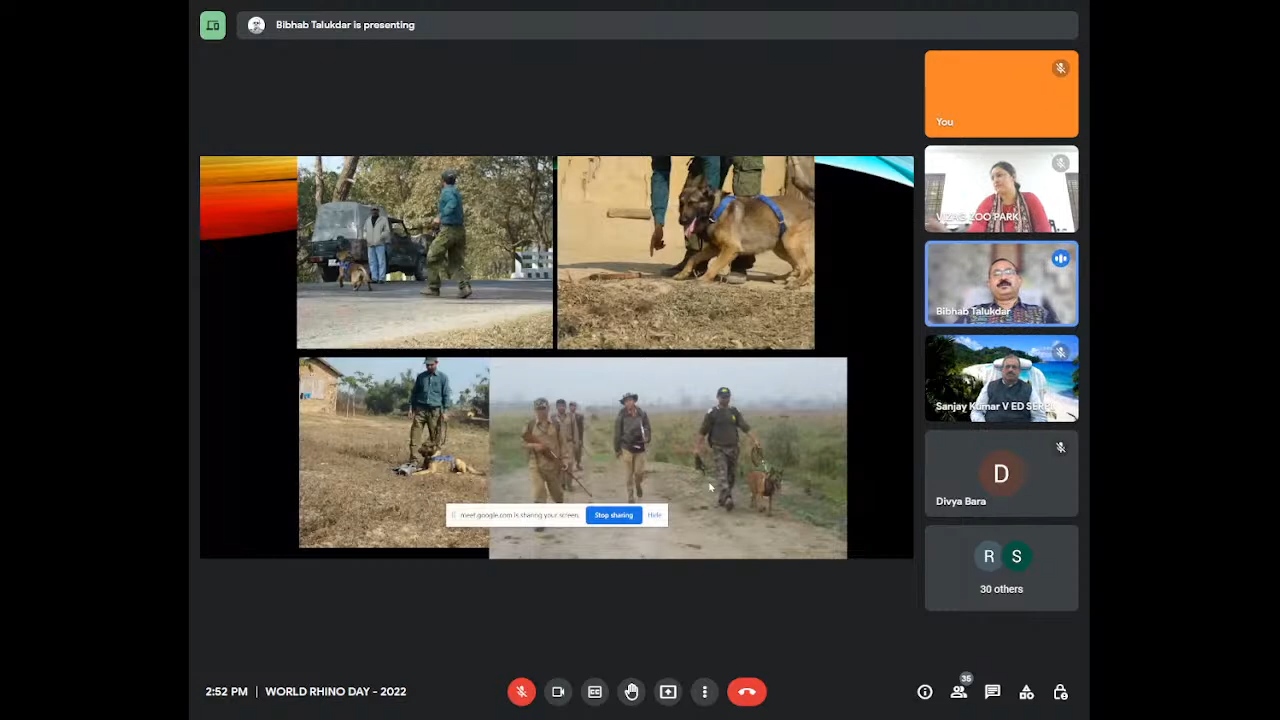 Bibhab Talukdar is presenting
You
VIZAG ZOO PARK
Bibhab Talukdar
Sanjay Kumar V ED SERPL
D
Divya Bara
R S
30 others
meet.google.com is sharing your screen.
Stop sharing
Hide
2:52 PM | WORLD RHINO DAY - 2022
35